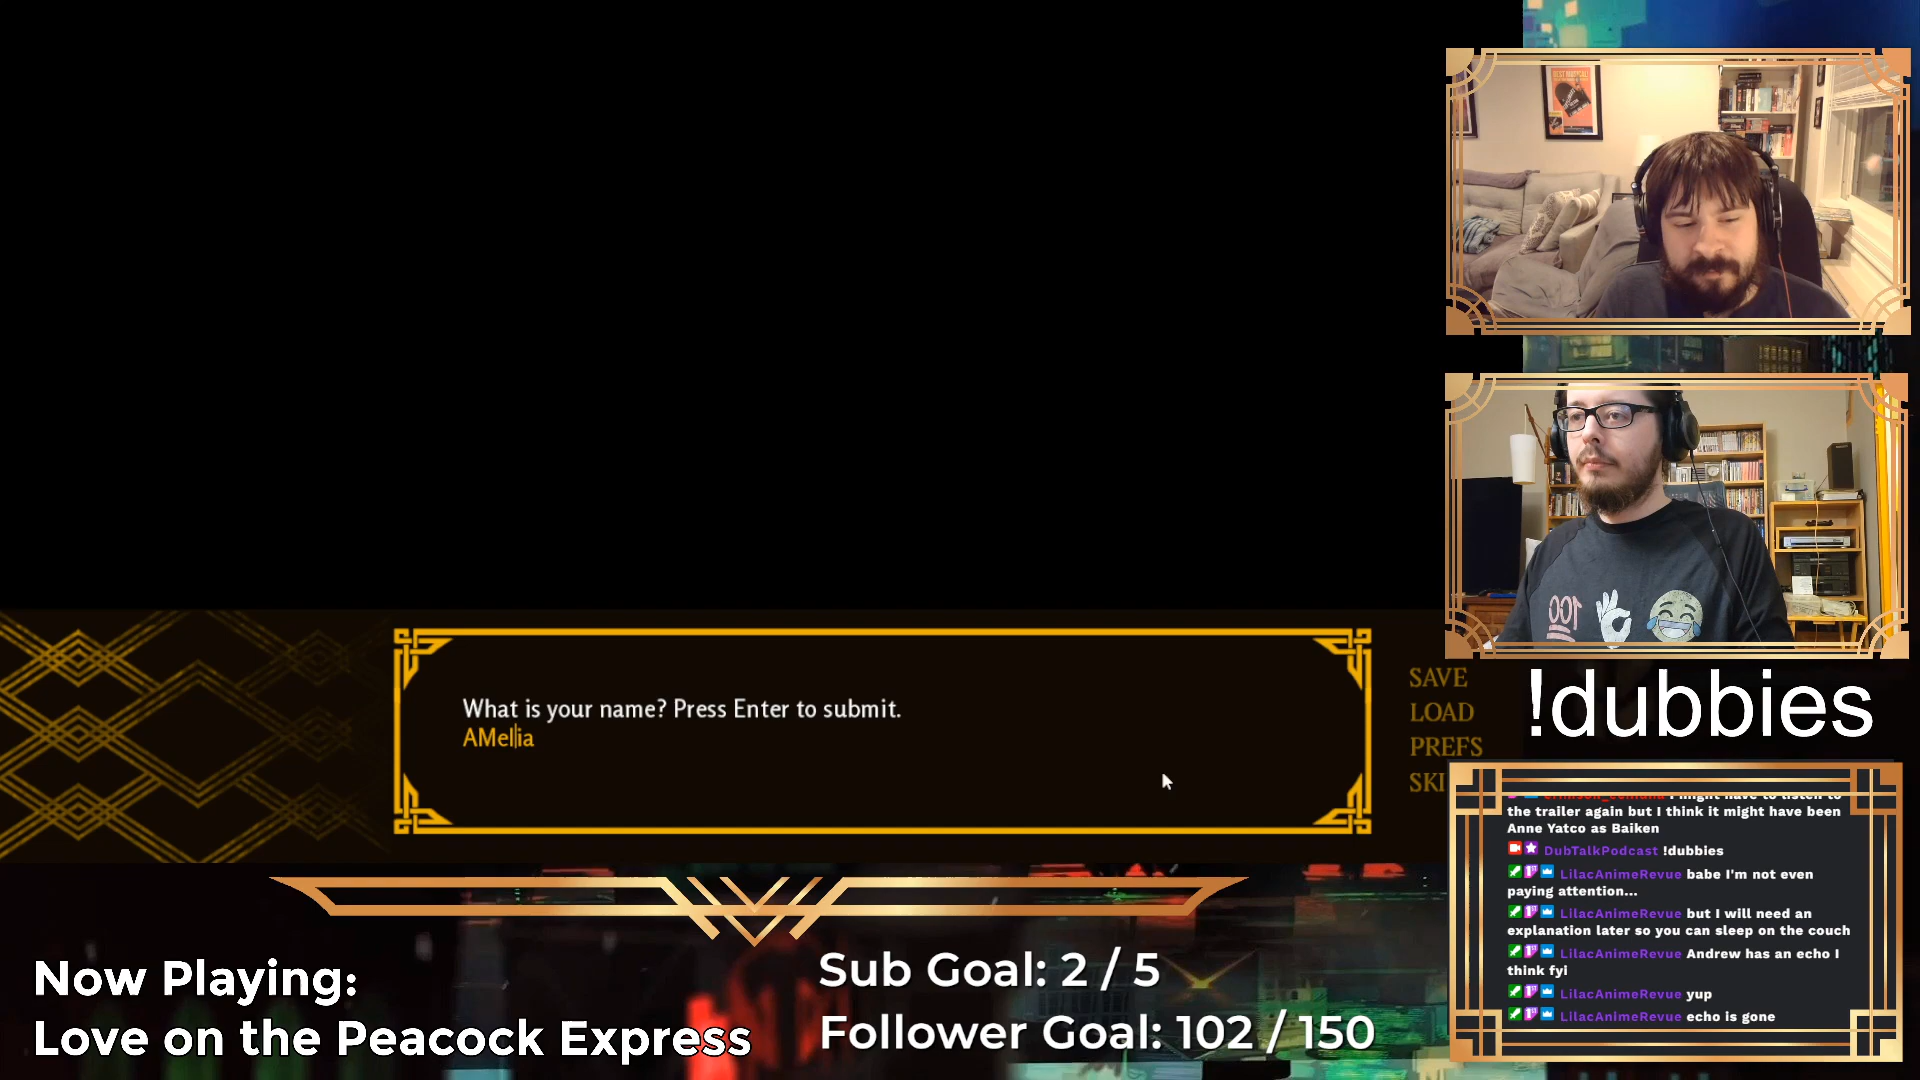 What is your name? Press Enter to submit.
AMellia
SAVE
LOAD
PREFS
SKI
!dubbies
the trailer again but I think it might have been
Anne Yatco as Baiken
DubTalkPodcast !dubbies
LilacAnimeRevue babe I'm not even
paying attention...
LilacAnimeRevue but I will need an
explanation later so you can sleep on the couch
LilacAnimeRevue Andrew has an echo I
think fyi
LilacAnimeRevue yup
LilacAnimeRevue echo is gone
Now Playing:
Love on the Peacock Express
Sub Goal: 2 / 5
Follower Goal: 102 / 150